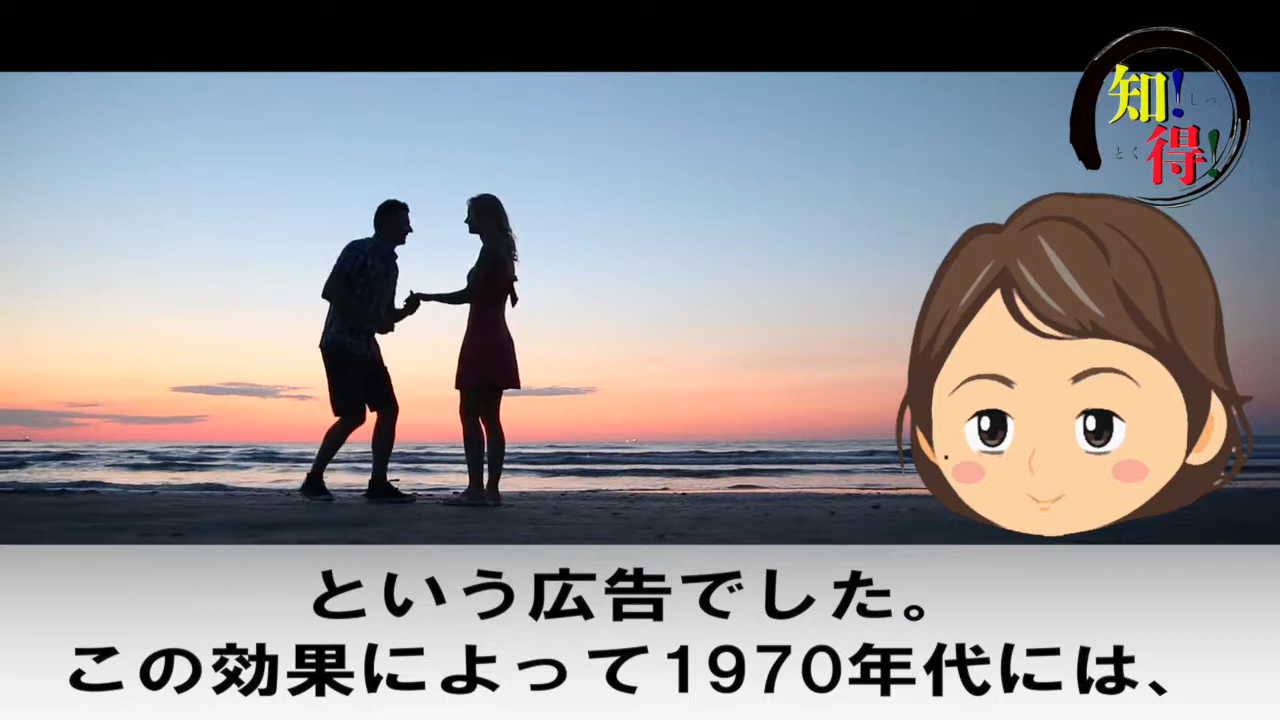 知!
しっ
得!
とく
という広告でした。
この効果によって1970年代には、